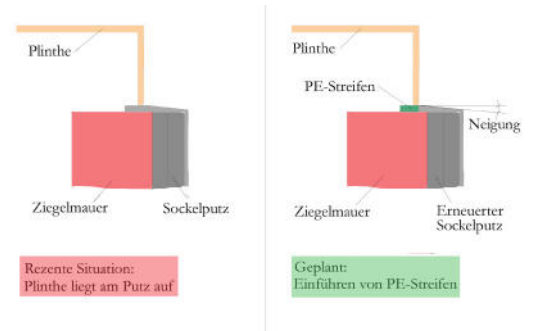 Plinthe
Ziegelmauer
Sockelputz
Rezente Situation:
Plinthe liegt am Putz auf
Plinthe
PE-Streifen
Neigung
Ziegelmauer
Erneuerter
Sockelputz
Geplant:
Einführen von PE-Streifen